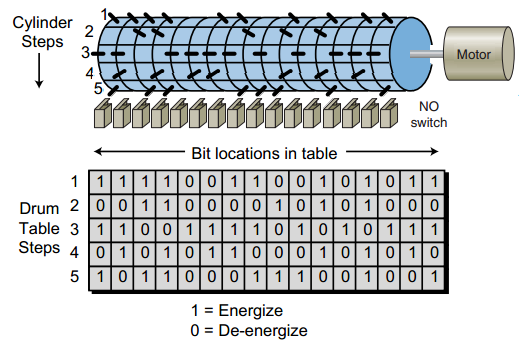 Cylinder
Steps
1
2
3
4
5
Motor
NO
switch
Bit locations in table
Drum
Table
Steps
1 1 1 1 1 0 0 1 1 0 0 1 0 1 0 1 1
2 0 0 1 1 0 0 0 0 1 0 1 0 1 0 0 0
3 1 1 0 0 1 1 1 1 0 1 0 1 0 1 1 1
4 0 1 0 1 0 1 1 0 0 0 1 0 1 0 1 0
5 1 0 1 1 0 0 0 1 1 1 0 0 1 0 0 1
1 = Energize
0 = De-energize